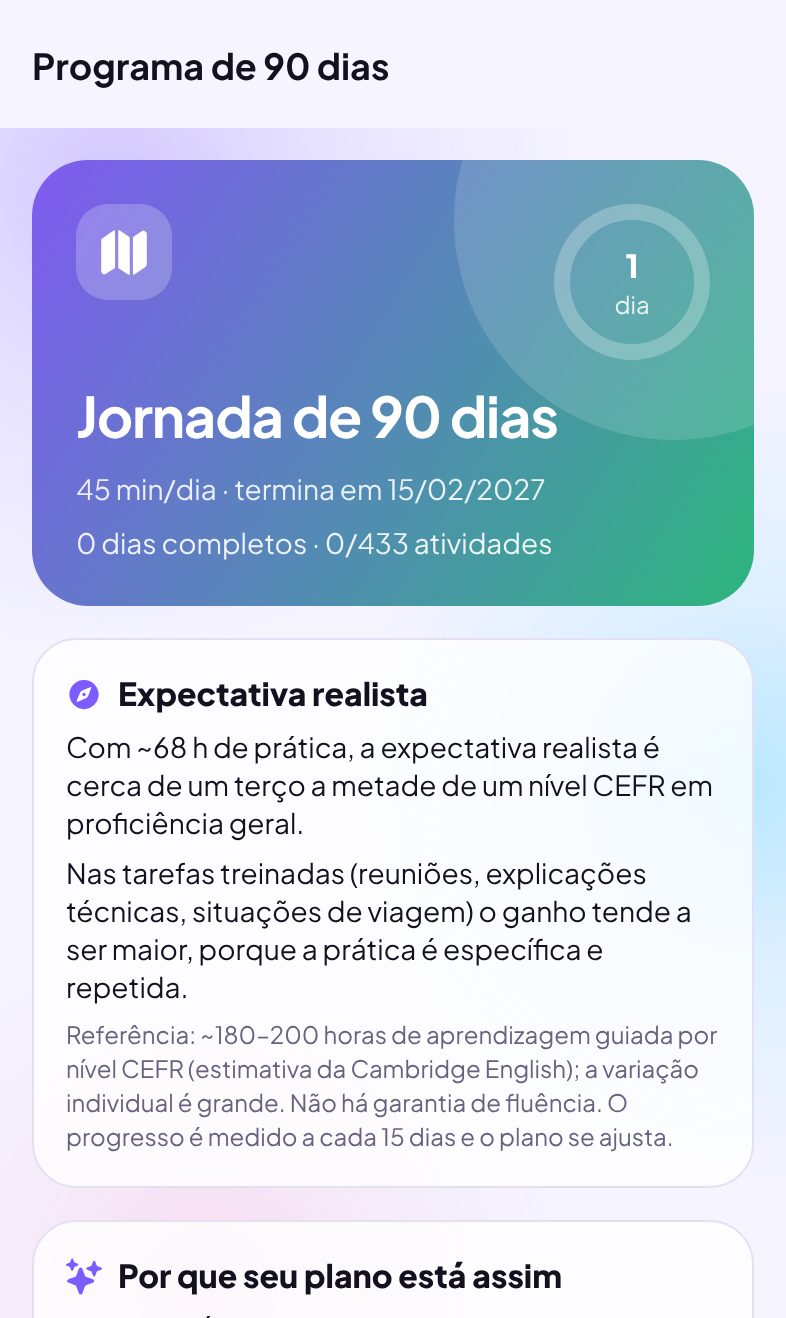 Programa de 90 dias
1
dia
Jornada de 90 dias
45 min/dia · termina em 15/02/2027
0 dias completos · 0/433 atividades
Expectativa realista
Com ~68 h de prática, a expectativa realista é
cerca de um terço a metade de um nível CEFR em
proficiência geral.
Nas tarefas treinadas (reuniões, explicações
técnicas, situações de viagem) o ganho tende a
ser maior, porque a prática é específica e
repetida.
Referência: ~180–200 horas de aprendizagem guiada por
nível CEFR (estimativa da Cambridge English); a variação
individual é grande. Não há garantia de fluência. O
progresso é medido a cada 15 dias e o plano se ajusta.
Por que seu plano está assim